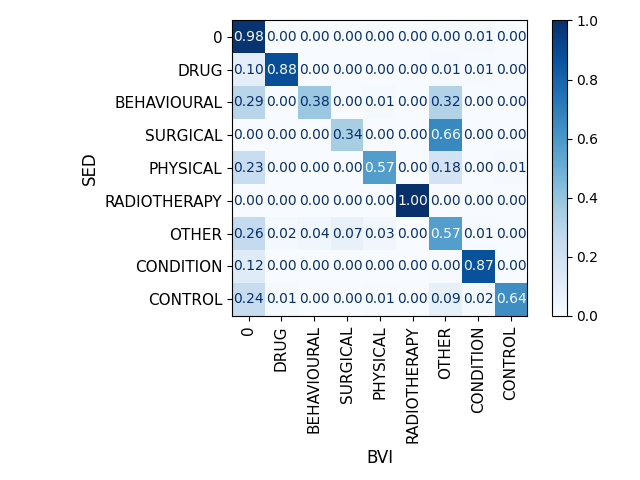 0 0.98 0.00 0.00 0.00 0.00 0.00 0.00 0.01 0.00
DRUG 0.10 0.88 0.00 0.00 0.00 0.00 0.01 0.01 0.00
BEHAVIOURAL 0.29 0.00 0.38 0.00 0.01 0.00 0.32 0.00 0.00
SURGICAL 0.00 0.00 0.00 0.34 0.00 0.00 0.66 0.00 0.00
PHYSICAL 0.23 0.00 0.00 0.00 0.57 0.00 0.18 0.00 0.01
RADIOTHERAPY 0.00 0.00 0.00 0.00 0.00 1.00 0.00 0.00 0.00
OTHER 0.26 0.02 0.04 0.07 0.03 0.00 0.57 0.01 0.00
CONDITION 0.12 0.00 0.00 0.00 0.00 0.00 0.00 0.87 0.00
CONTROL 0.24 0.01 0.00 0.00 0.01 0.00 0.09 0.02 0.64
SED
0
DRUG
BEHAVIOURAL
SURGICAL
PHYSICAL
RADIOTHERAPY
OTHER
CONDITION
CONTROL
BVI
1.0
0.8
0.6
0.4
0.2
0.0